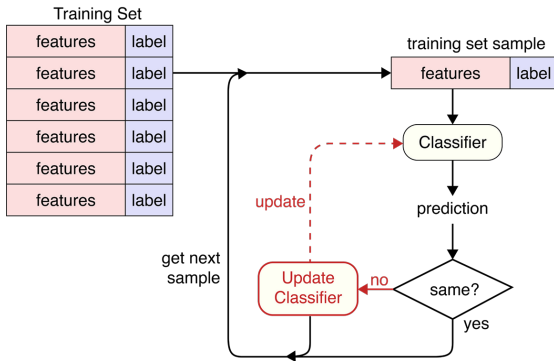 Training Set
features label
features label
features label
features label
features label
features label
training set sample
features label
Classifier
prediction
same?
no
yes
Update
Classifier
update
get next
sample